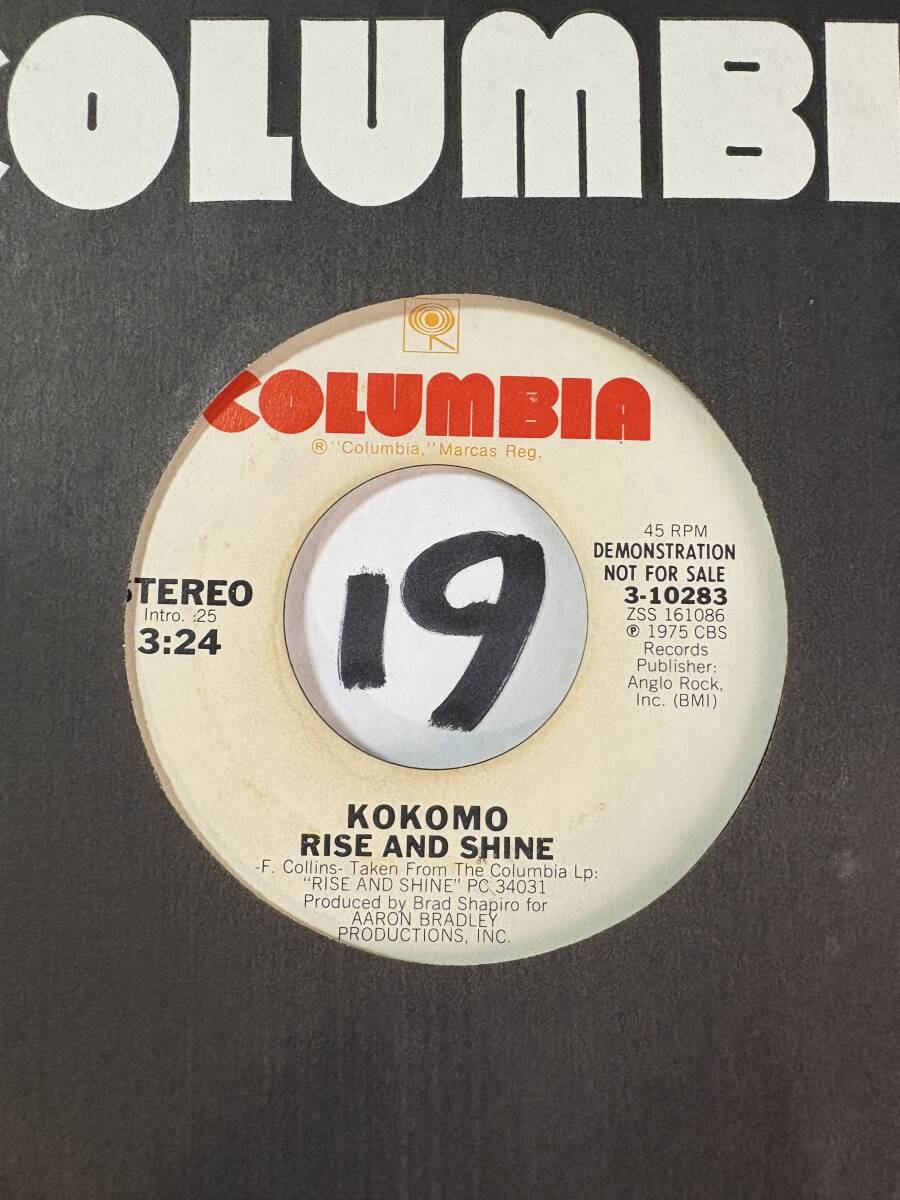 COLUMBI
COLUMBIA
® "Columbia," Marcas Reg.
45 RPM
DEMONSTRATION
NOT FOR SALE
3-10283
ZSS 161086
℗ 1975 CBS
Records
Publisher:
Anglo Rock,
Inc. (BMI)
STEREO
Intro. :25
3:24
19
KOKOMO
RISE AND SHINE
-F. Collins- Taken From The Columbia Lp:
"RISE AND SHINE" PC 34031
Produced by Brad Shapiro for
AARON BRADLEY
PRODUCTIONS, INC.